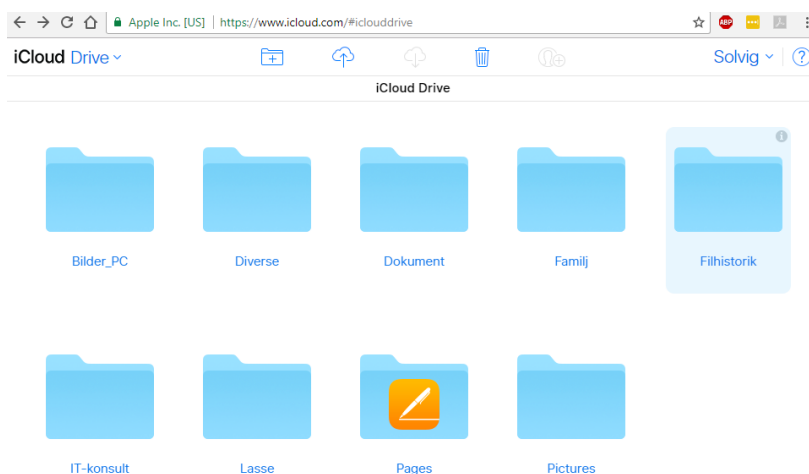 Apple Inc. [US] | https://www.icloud.com/#iclouddrive ABP
iCloud Drive Solvig ?
iCloud Drive
Bilder_PC Diverse Dokument Familj Filhistorik
IT-konsult Lasse Pages Pictures